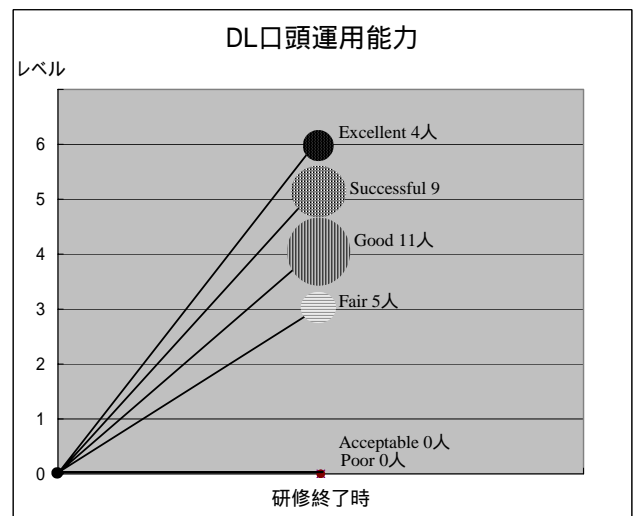 DL口頭運用能力
レベル
6
Excellent 4人
Successful 9
5
Good 11人
4
Fair 5人
3
2
1
Acceptable 0人
Poor 0人
0
研修終了時